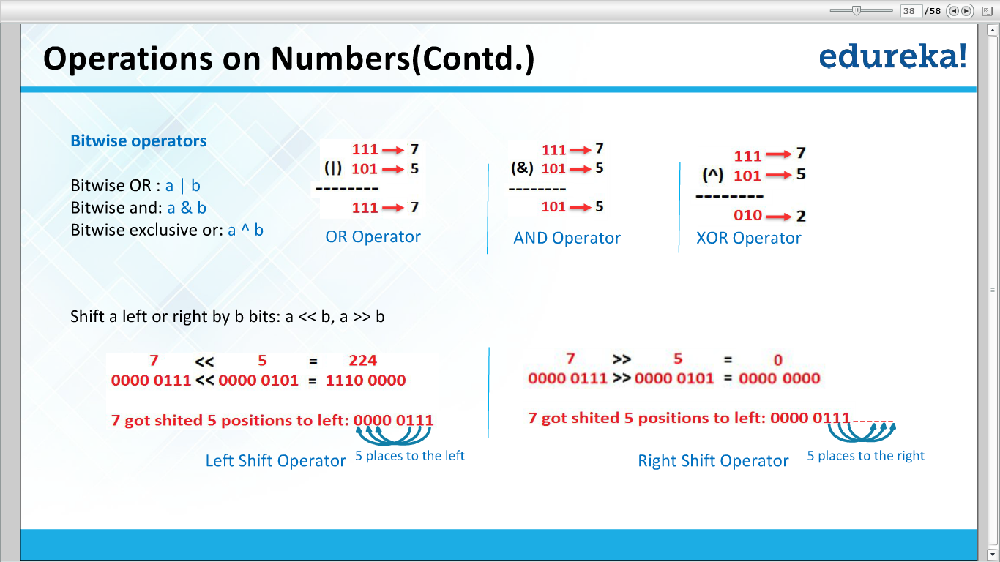 38 /58
Operations on Numbers(Contd.)
edureka!
Bitwise operators
Bitwise OR : a | b
Bitwise and: a & b
Bitwise exclusive or: a ^ b
111 7
(|) 101 5
--------
111 7
OR Operator
111 7
(&) 101 5
--------
101 5
AND Operator
111 7
(^) 101 5
--------
010 2
XOR Operator
Shift a left or right by b bits: a << b, a >> b
7 << 5 = 224
0000 0111 << 0000 0101 = 1110 0000
7 got shited 5 positions to left: 0000 0111
5 places to the left
Left Shift Operator
7 >> 5 = 0
0000 0111 >> 0000 0101 = 0000 0000
7 got shited 5 positions to left: 0000 0111------
5 places to the right
Right Shift Operator